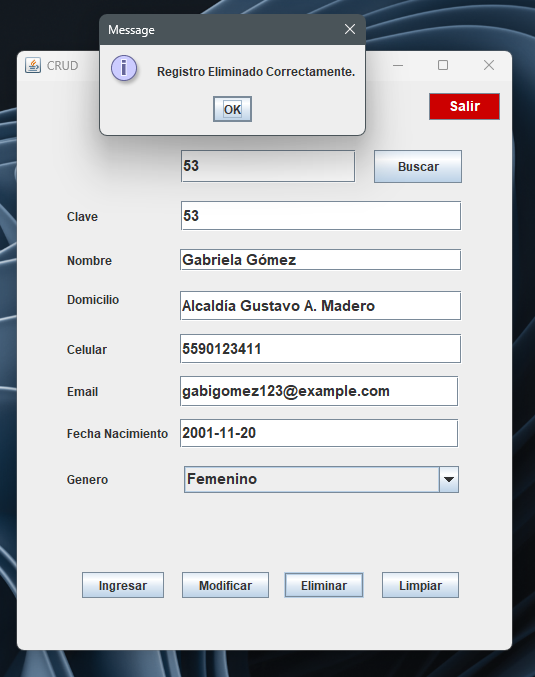 Message
Registro Eliminado Correctamente.
OK
CRUD
Salir
53 Buscar
Clave 53
Nombre Gabriela Gómez
Domicilio Alcaldía Gustavo A. Madero
Celular 5590123411
Email gabigomez123@example.com
Fecha Nacimiento 2001-11-20
Genero Femenino
Ingresar Modificar Eliminar Limpiar